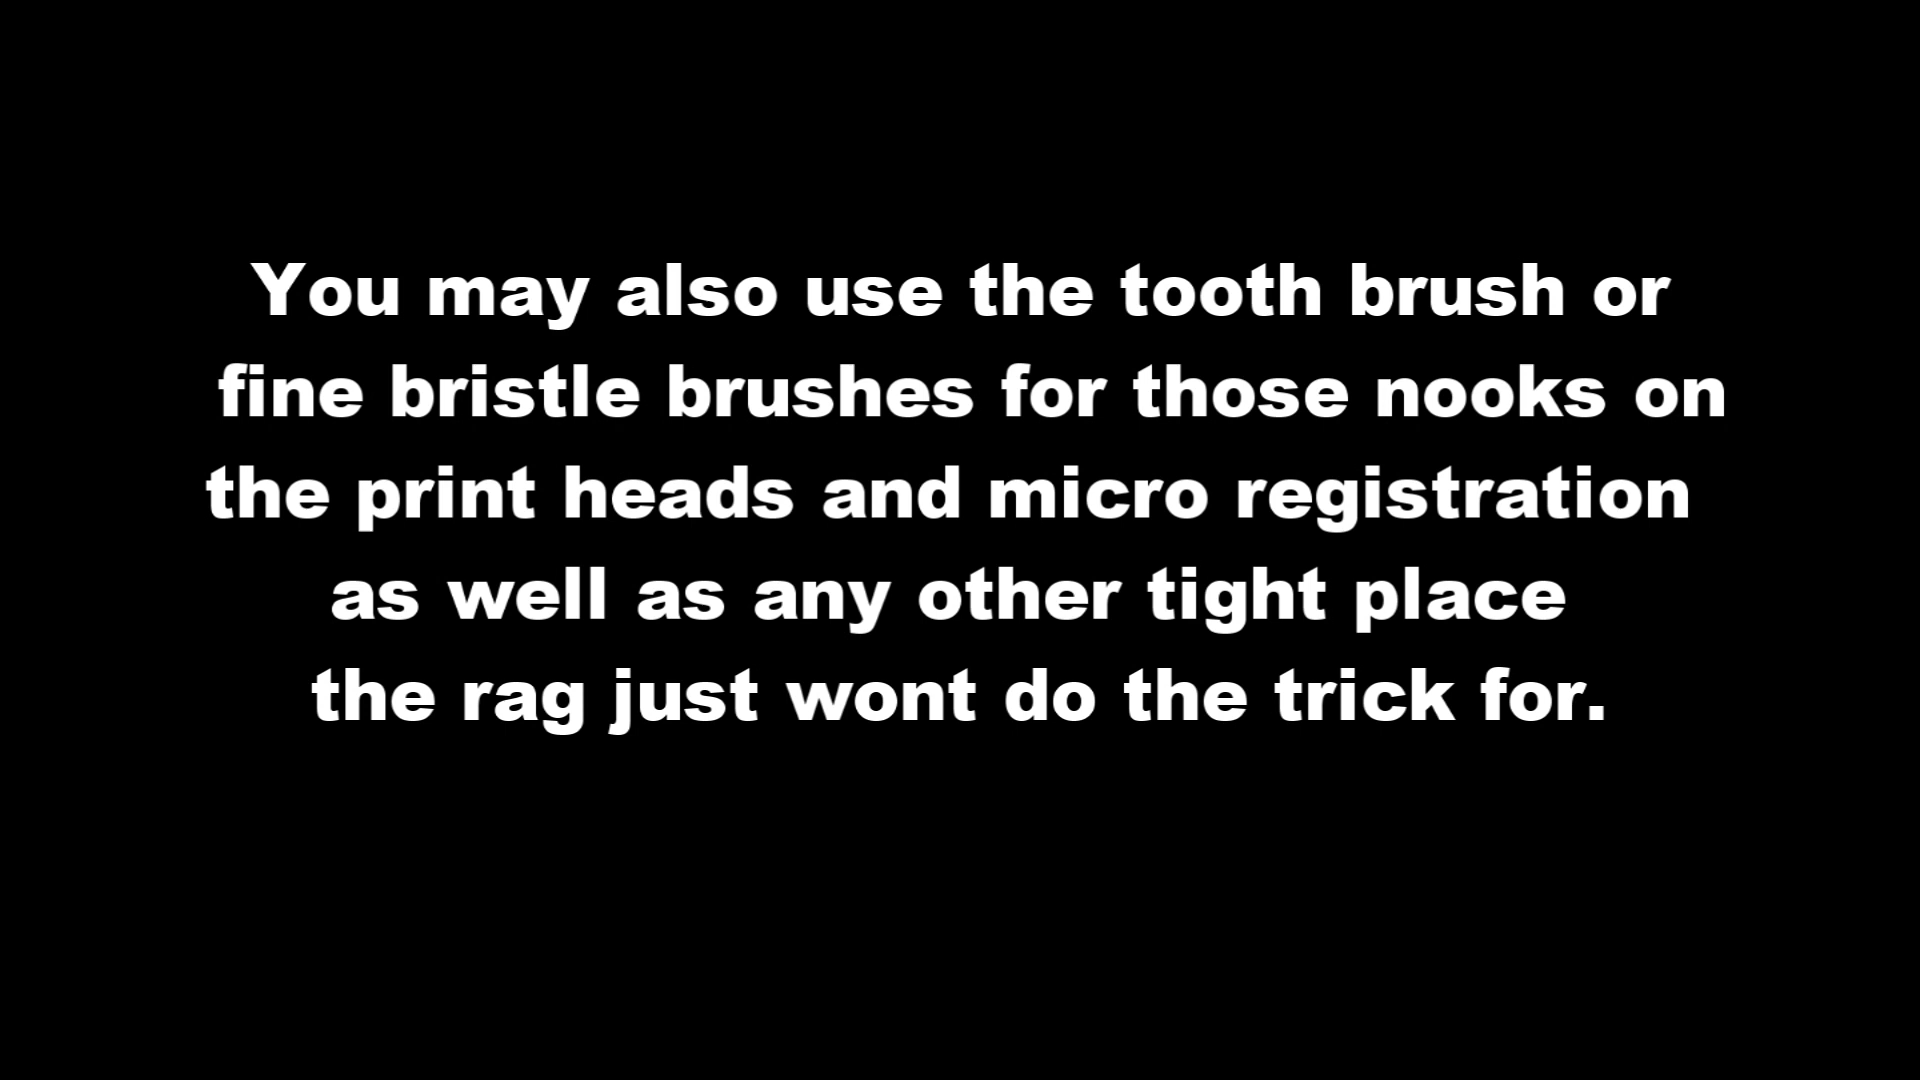 You may also use the tooth brush or
fine bristle brushes for those nooks on
the print heads and micro registration
as well as any other tight place
the rag just wont do the trick for.